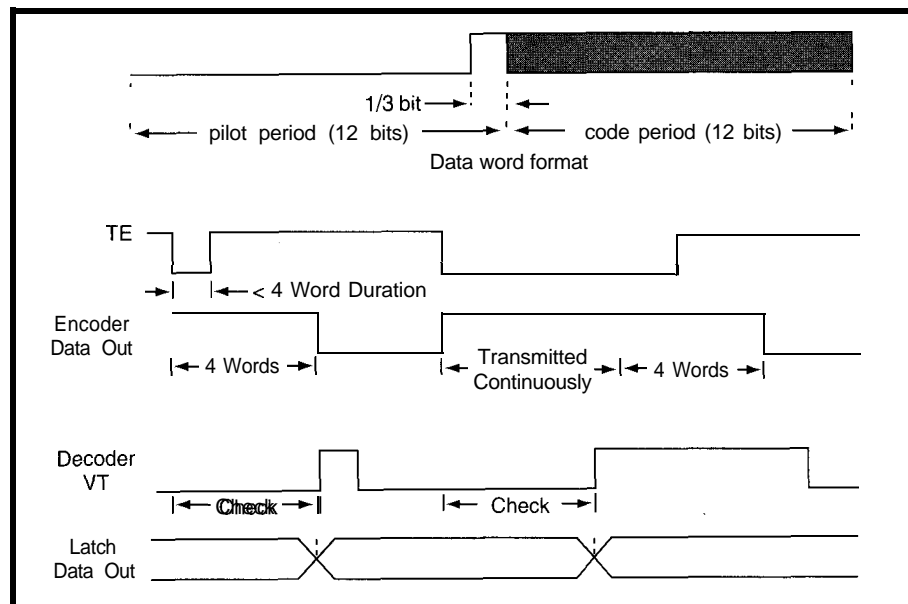 1/3 bit
pilot period (12 bits)
code period (12 bits)
Data word format
TE
< 4 Word Duration
Encoder
Data Out
4 Words
Transmitted
Continuously
4 Words
Decoder
VT
Check
Check
Latch
Data Out